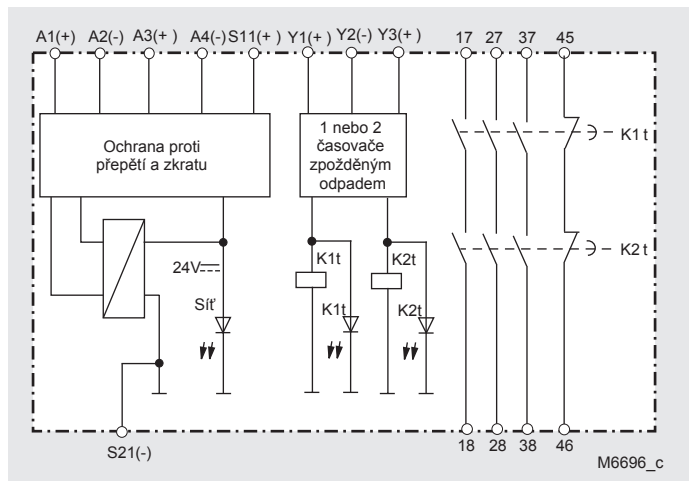 A1(+) A2(-) A3(+ ) A4(-) S11(+ ) Y1(+ ) Y2(-) Y3(+ ) 17 27 37 45
Ochrana proti
přepětí a zkratu
1 nebo 2
časovače
zpožděným
odpadem
K1 t
K2 t
24V
K1t
K2t
Síť
K1t
K2t
S21(-)
18 28 38 46
M6696_c